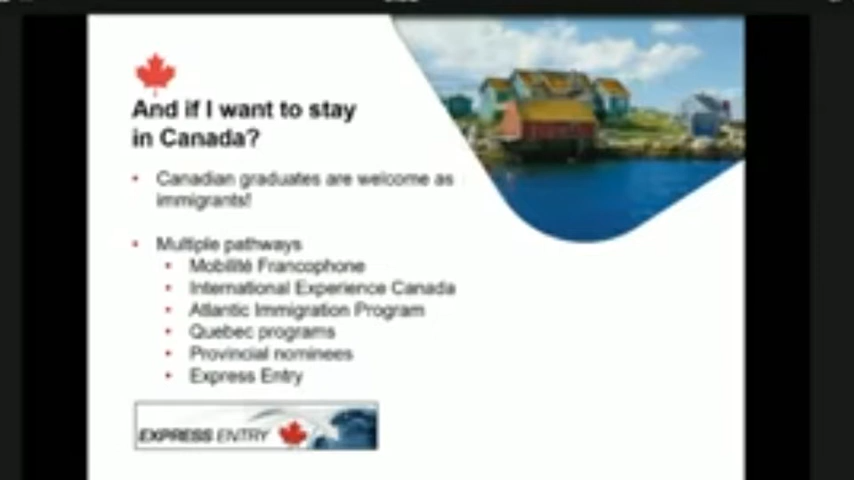 And if I want to stay
in Canada?
• Canadian graduates are welcome as
immigrants!
• Multiple pathways
• Mobilité Francophone
• International Experience Canada
• Atlantic Immigration Program
• Quebec programs
• Provincial nominees
• Express Entry
EXPRESS ENTRY